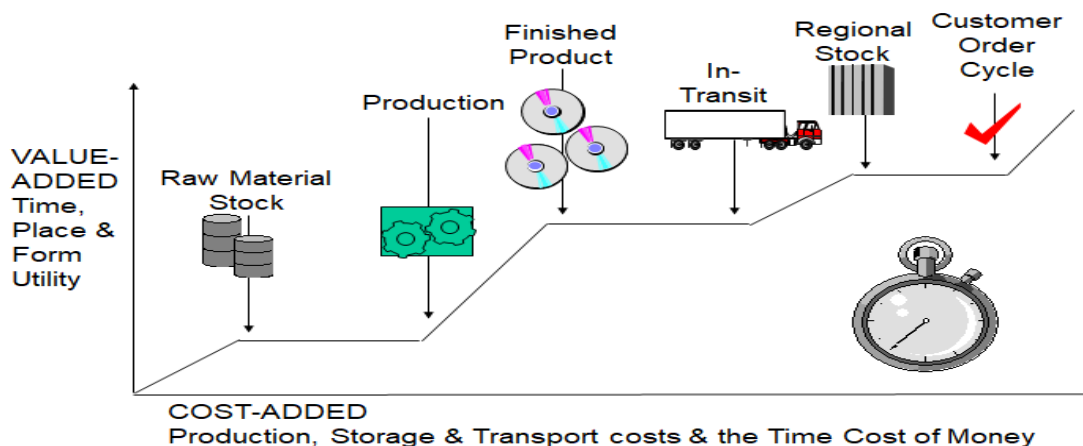 Finished
Product
Regional
Stock
Customer
Order
Cycle
In-
Transit
Production
VALUE-
ADDED
Time,
Place &
Form
Utility
Raw Material
Stock
COST-ADDED
Production, Storage & Transport costs & the Time Cost of Money